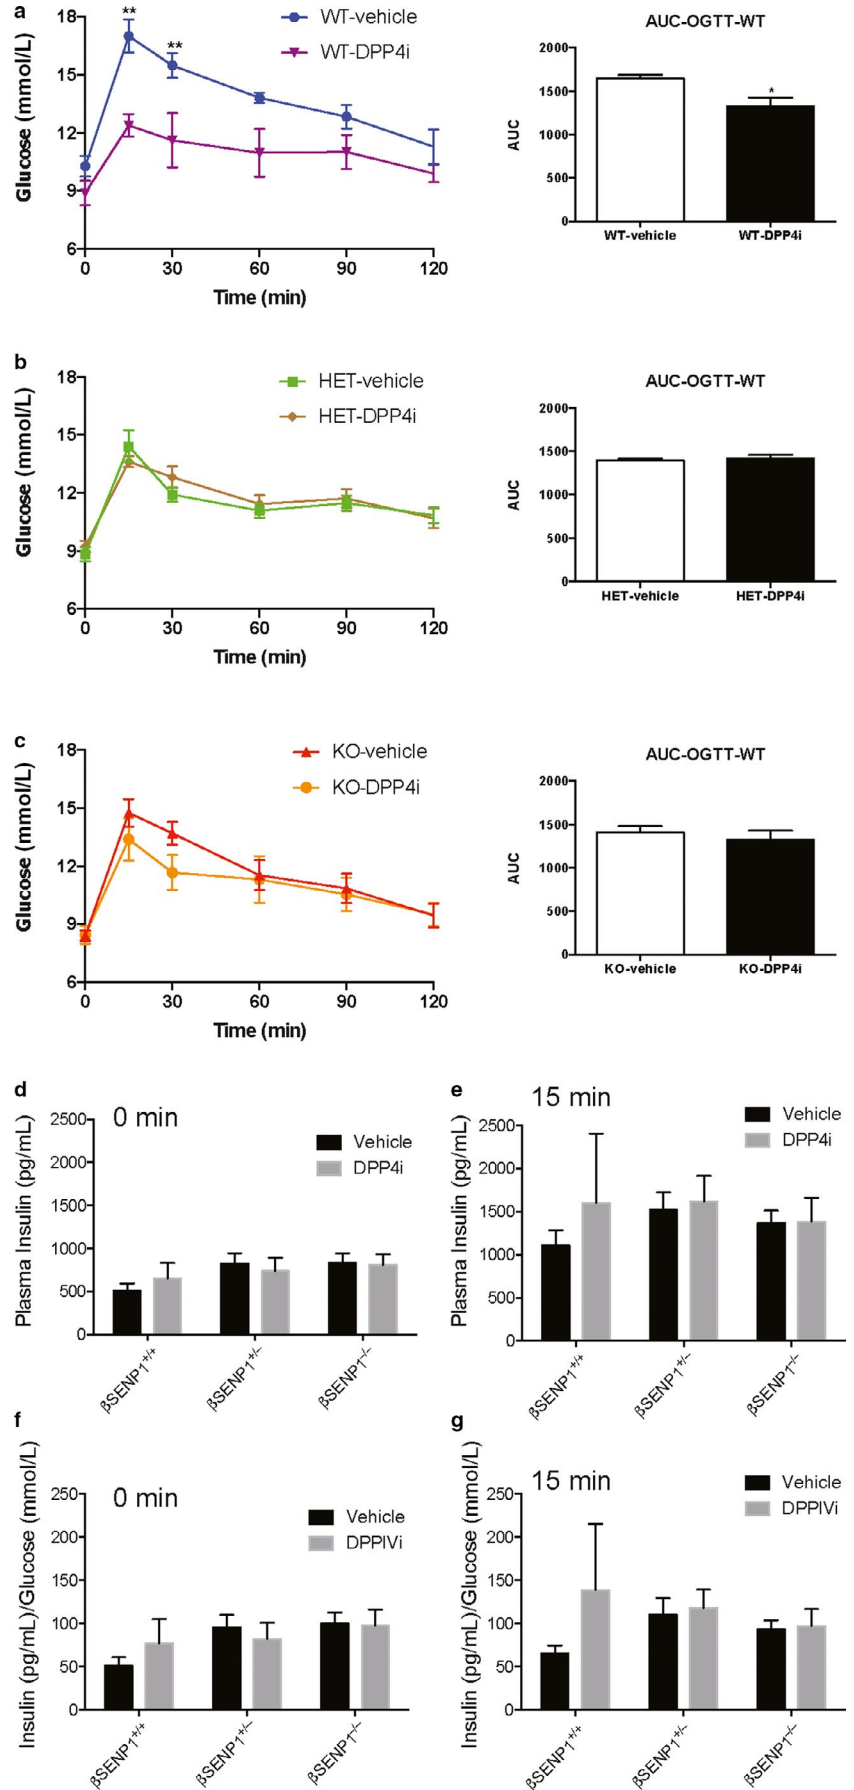 a
18
15
12
9
6
Glucose (mmol/L)
**
**
WT-vehicle
WT-DPP4i
0
30
60
90
120
Time (min)
AUC-OGTT-WT
2000
1500
1000
500
0
AUC
*
WT-vehicle
WT-DPP4i
b
18
15
12
9
6
Glucose (mmol/L)
HET-vehicle
HET-DPP4i
0
30
60
90
120
Time (min)
AUC-OGTT-WT
2000
1500
1000
500
0
AUC
HET-vehicle
HET-DPP4i
c
18
15
12
9
6
Glucose (mmol/L)
KO-vehicle
KO-DPP4i
0
30
60
90
120
Time (min)
AUC-OGTT-WT
2000
1500
1000
500
0
AUC
KO-vehicle
KO-DPP4i
d
0 min
2500
2000
1500
1000
500
0
Plasma Insulin (pg/mL)
Vehicle
DPP4i
βSENP1+/+
βSENP1+/–
βSENP1–/–
e
15 min
2500
2000
1500
1000
500
0
Plasma Insulin (pg/mL)
Vehicle
DPP4i
βSENP1+/+
βSENP1+/–
βSENP1–/–
f
0 min
250
200
150
100
50
0
Insulin (pg/mL)/Glucose (mmol/L)
Vehicle
DPPIVi
βSENP1+/+
βSENP1+/–
βSENP1–/–
g
15 min
250
200
150
100
50
0
Insulin (pg/mL)/Glucose (mmol/L)
Vehicle
DPPIVi
βSENP1+/+
βSENP1+/–
βSENP1–/–